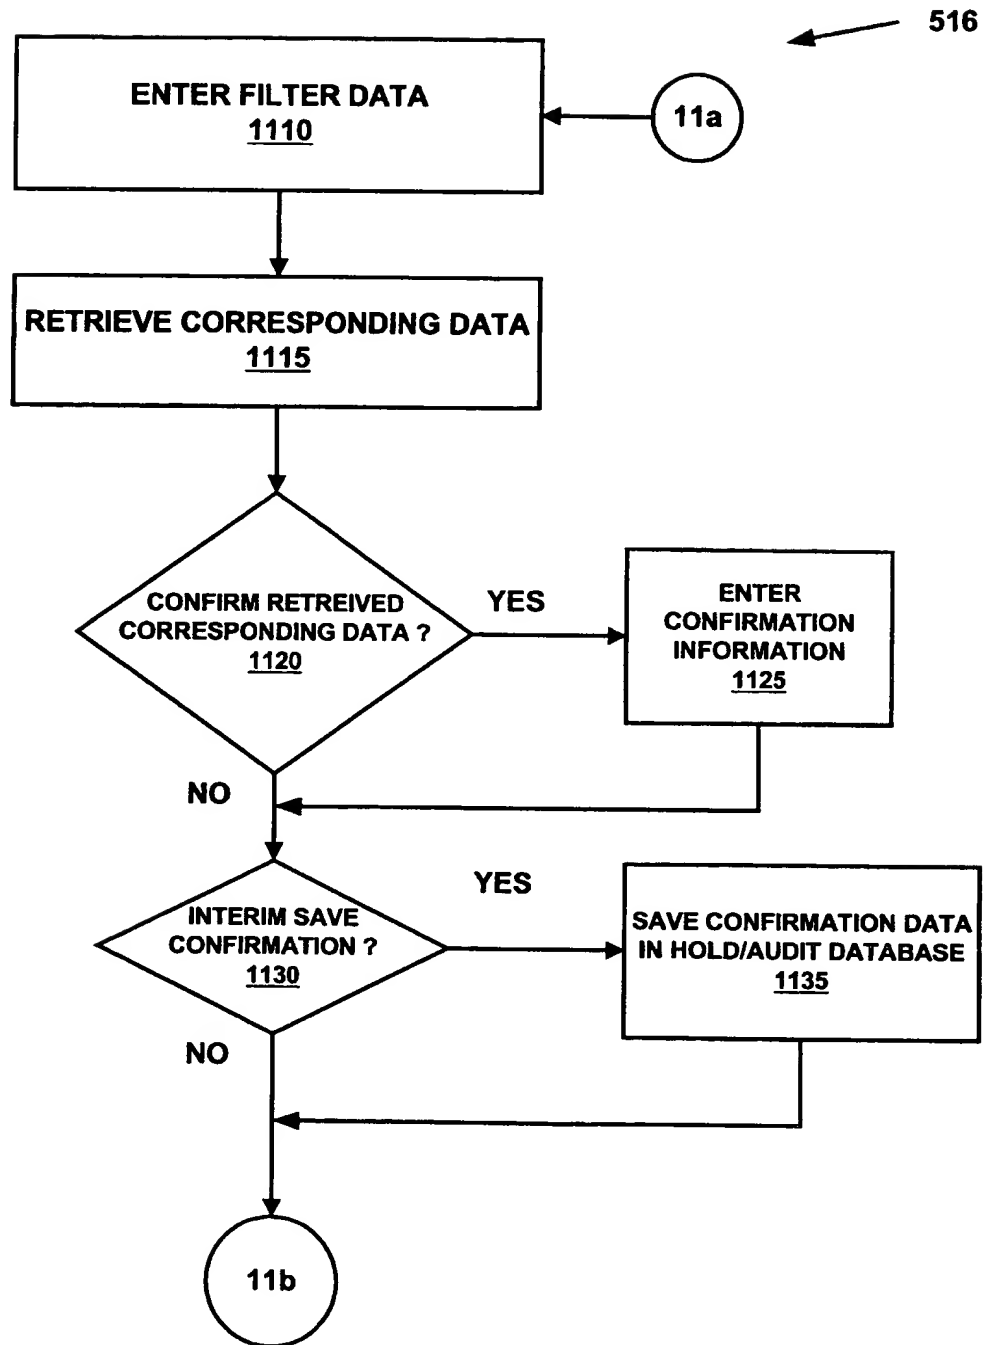 516
ENTER FILTER DATA
1110
11a
RETRIEVE CORRESPONDING DATA
1115
CONFIRM RETREIVED
CORRESPONDING DATA ?
1120
YES
ENTER
CONFIRMATION
INFORMATION
1125
NO
INTERIM SAVE
CONFIRMATION ?
1130
YES
SAVE CONFIRMATION DATA
IN HOLD/AUDIT DATABASE
1135
NO
11b